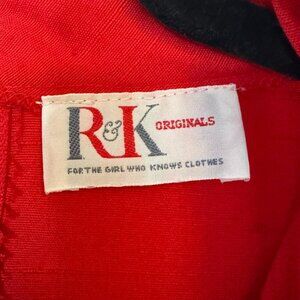 R&K ORIGINALS
FOR THE GIRL WHO KNOWS CLOTHES